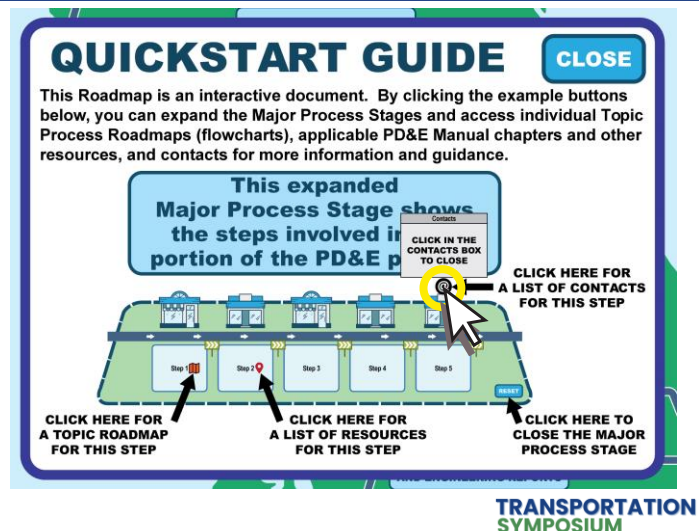 QUICKSTART GUIDE
CLOSE
This Roadmap is an interactive document. By clicking the example buttons
below, you can expand the Major Process Stages and access individual Topic
Process Roadmaps (flowcharts), applicable PD&E Manual chapters and other
resources, and contacts for more information and guidance.
This expanded
Major Process Stage shows
the steps involved in
portion of the PD&E p
Contacts
CLICK IN THE
CONTACTS BOX
TO CLOSE
@
CLICK HERE FOR
A LIST OF CONTACTS
FOR THIS STEP
Step 1
Step 2
Step 3
Step 4
Step 5
RESET
CLICK HERE FOR
A TOPIC ROADMAP
FOR THIS STEP
CLICK HERE FOR
A LIST OF RESOURCES
FOR THIS STEP
CLICK HERE TO
CLOSE THE MAJOR
PROCESS STAGE
AND ENGINEERING REPORTS
TRANSPORTATION
SYMPOSIUM